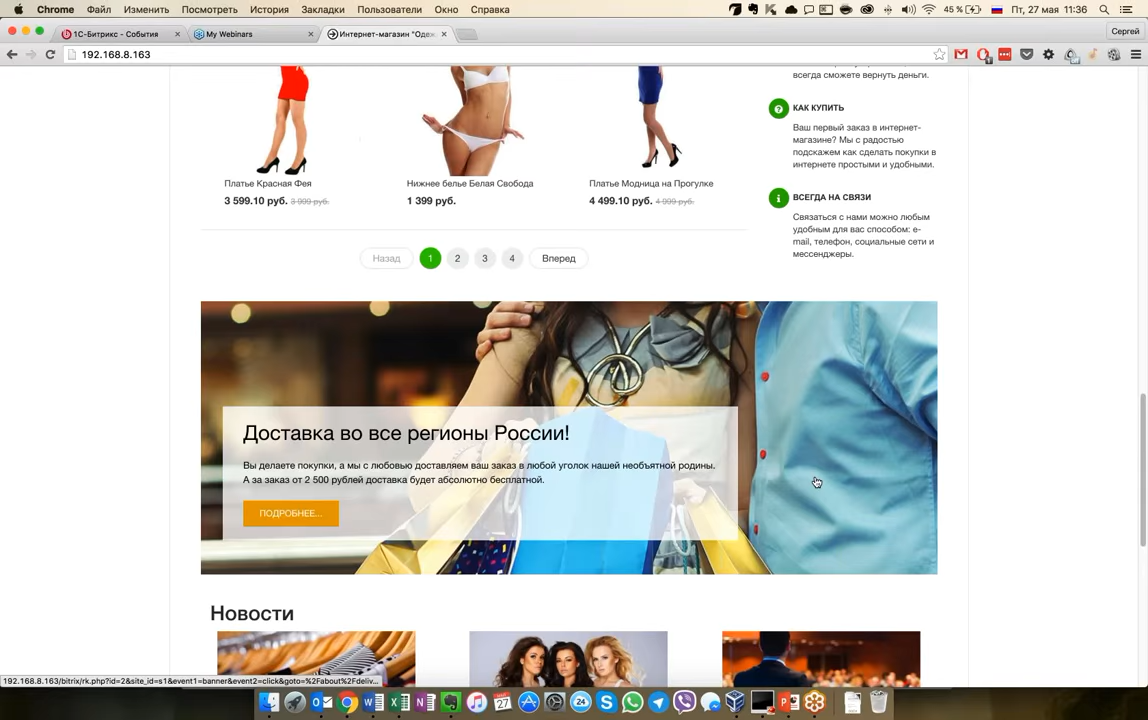 Chrome Файл Изменить Посмотреть История Закладки Пользователи Окно Справка 45 % Пт, 27 мая 11:36
1С-Битрикс - События My Webinars Интернет-магазин "Одеж Сергей
192.168.8.163
всегда сможете вернуть деньги.
КАК КУПИТЬ
Ваш первый заказ в интернет-
магазине? Мы с радостью
подскажем как сделать покупки в
интернете простыми и удобными.
Платье Красная Фея
3 599.10 руб. 3 999 руб.
Нижнее белье Белая Свобода
1 399 руб.
Платье Модница на Прогулке
4 499.10 руб. 4 999 руб.
ВСЕГДА НА СВЯЗИ
Связаться с нами можно любым
удобным для вас способом: e-
mail, телефон, социальные сети и
мессенджеры.
Назад 1 2 3 4 Вперед
Доставка во все регионы России!
Вы делаете покупки, а мы с любовью доставляем ваш заказ в любой уголок нашей необъятной родины.
А за заказ от 2 500 рублей доставка будет абсолютно бесплатной.
ПОДРОБНЕЕ...
Новости
192.168.8.163/bitrix/rk.php?id=2&site_id=s1&event1=banner&event2=click&goto=%2Fabout%2Fdeliv...